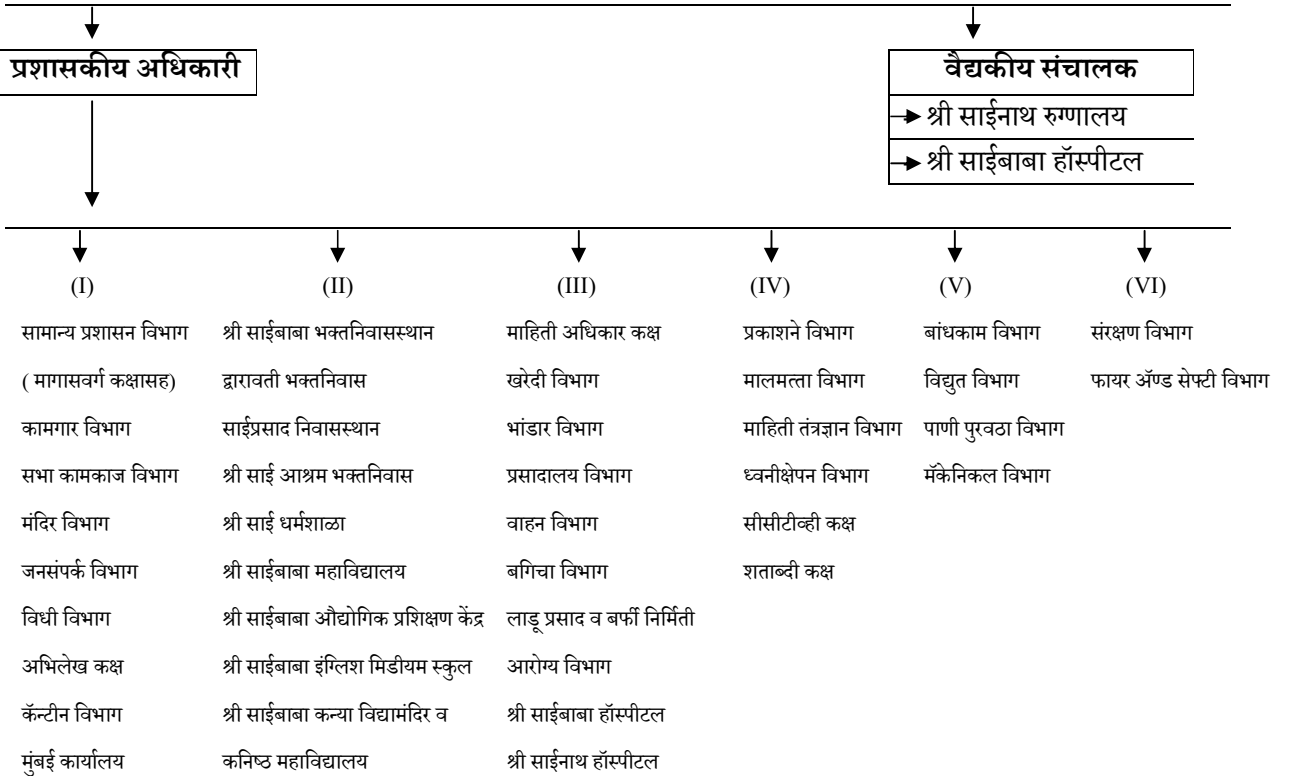 प्रशासकीय अधिकारी
वैद्यकीय संचालक
श्री साईनाथ रुग्णालय
श्री साईबाबा हॉस्पीटल
(I)
सामान्य प्रशासन विभाग
( मागासवर्ग कक्षासह)
कामगार विभाग
सभा कामकाज विभाग
मंदिर विभाग
जनसंपर्क विभाग
विधी विभाग
अभिलेख कक्ष
कॅन्टीन विभाग
मुंबई कार्यालय
(II)
श्री साईबाबा भक्तनिवासस्थान
द्वारावती भक्तनिवास
साईप्रसाद निवासस्थान
श्री साई आश्रम भक्तनिवास
श्री साई धर्मशाळा
श्री साईबाबा महाविद्यालय
श्री साईबाबा औद्योगिक प्रशिक्षण केंद्र
श्री साईबाबा इंग्लिश मिडीयम स्कुल
श्री साईबाबा कन्या विद्यामंदिर व
कनिष्ठ महाविद्यालय
(III)
माहिती अधिकार कक्ष
खरेदी विभाग
भांडार विभाग
प्रसादालय विभाग
वाहन विभाग
बगिचा विभाग
लाडू प्रसाद व बर्फी निर्मिती
आरोग्य विभाग
श्री साईबाबा हॉस्पीटल
श्री साईनाथ हॉस्पीटल
(IV)
प्रकाशने विभाग
मालमत्ता विभाग
माहिती तंत्रज्ञान विभाग
ध्वनीक्षेपन विभाग
सीसीटीव्ही कक्ष
शताब्दी कक्ष
(V)
बांधकाम विभाग
विद्युत विभाग
पाणी पुरवठा विभाग
मॅकेनिकल विभाग
(VI)
संरक्षण विभाग
फायर ॲण्ड सेफ्टी विभाग